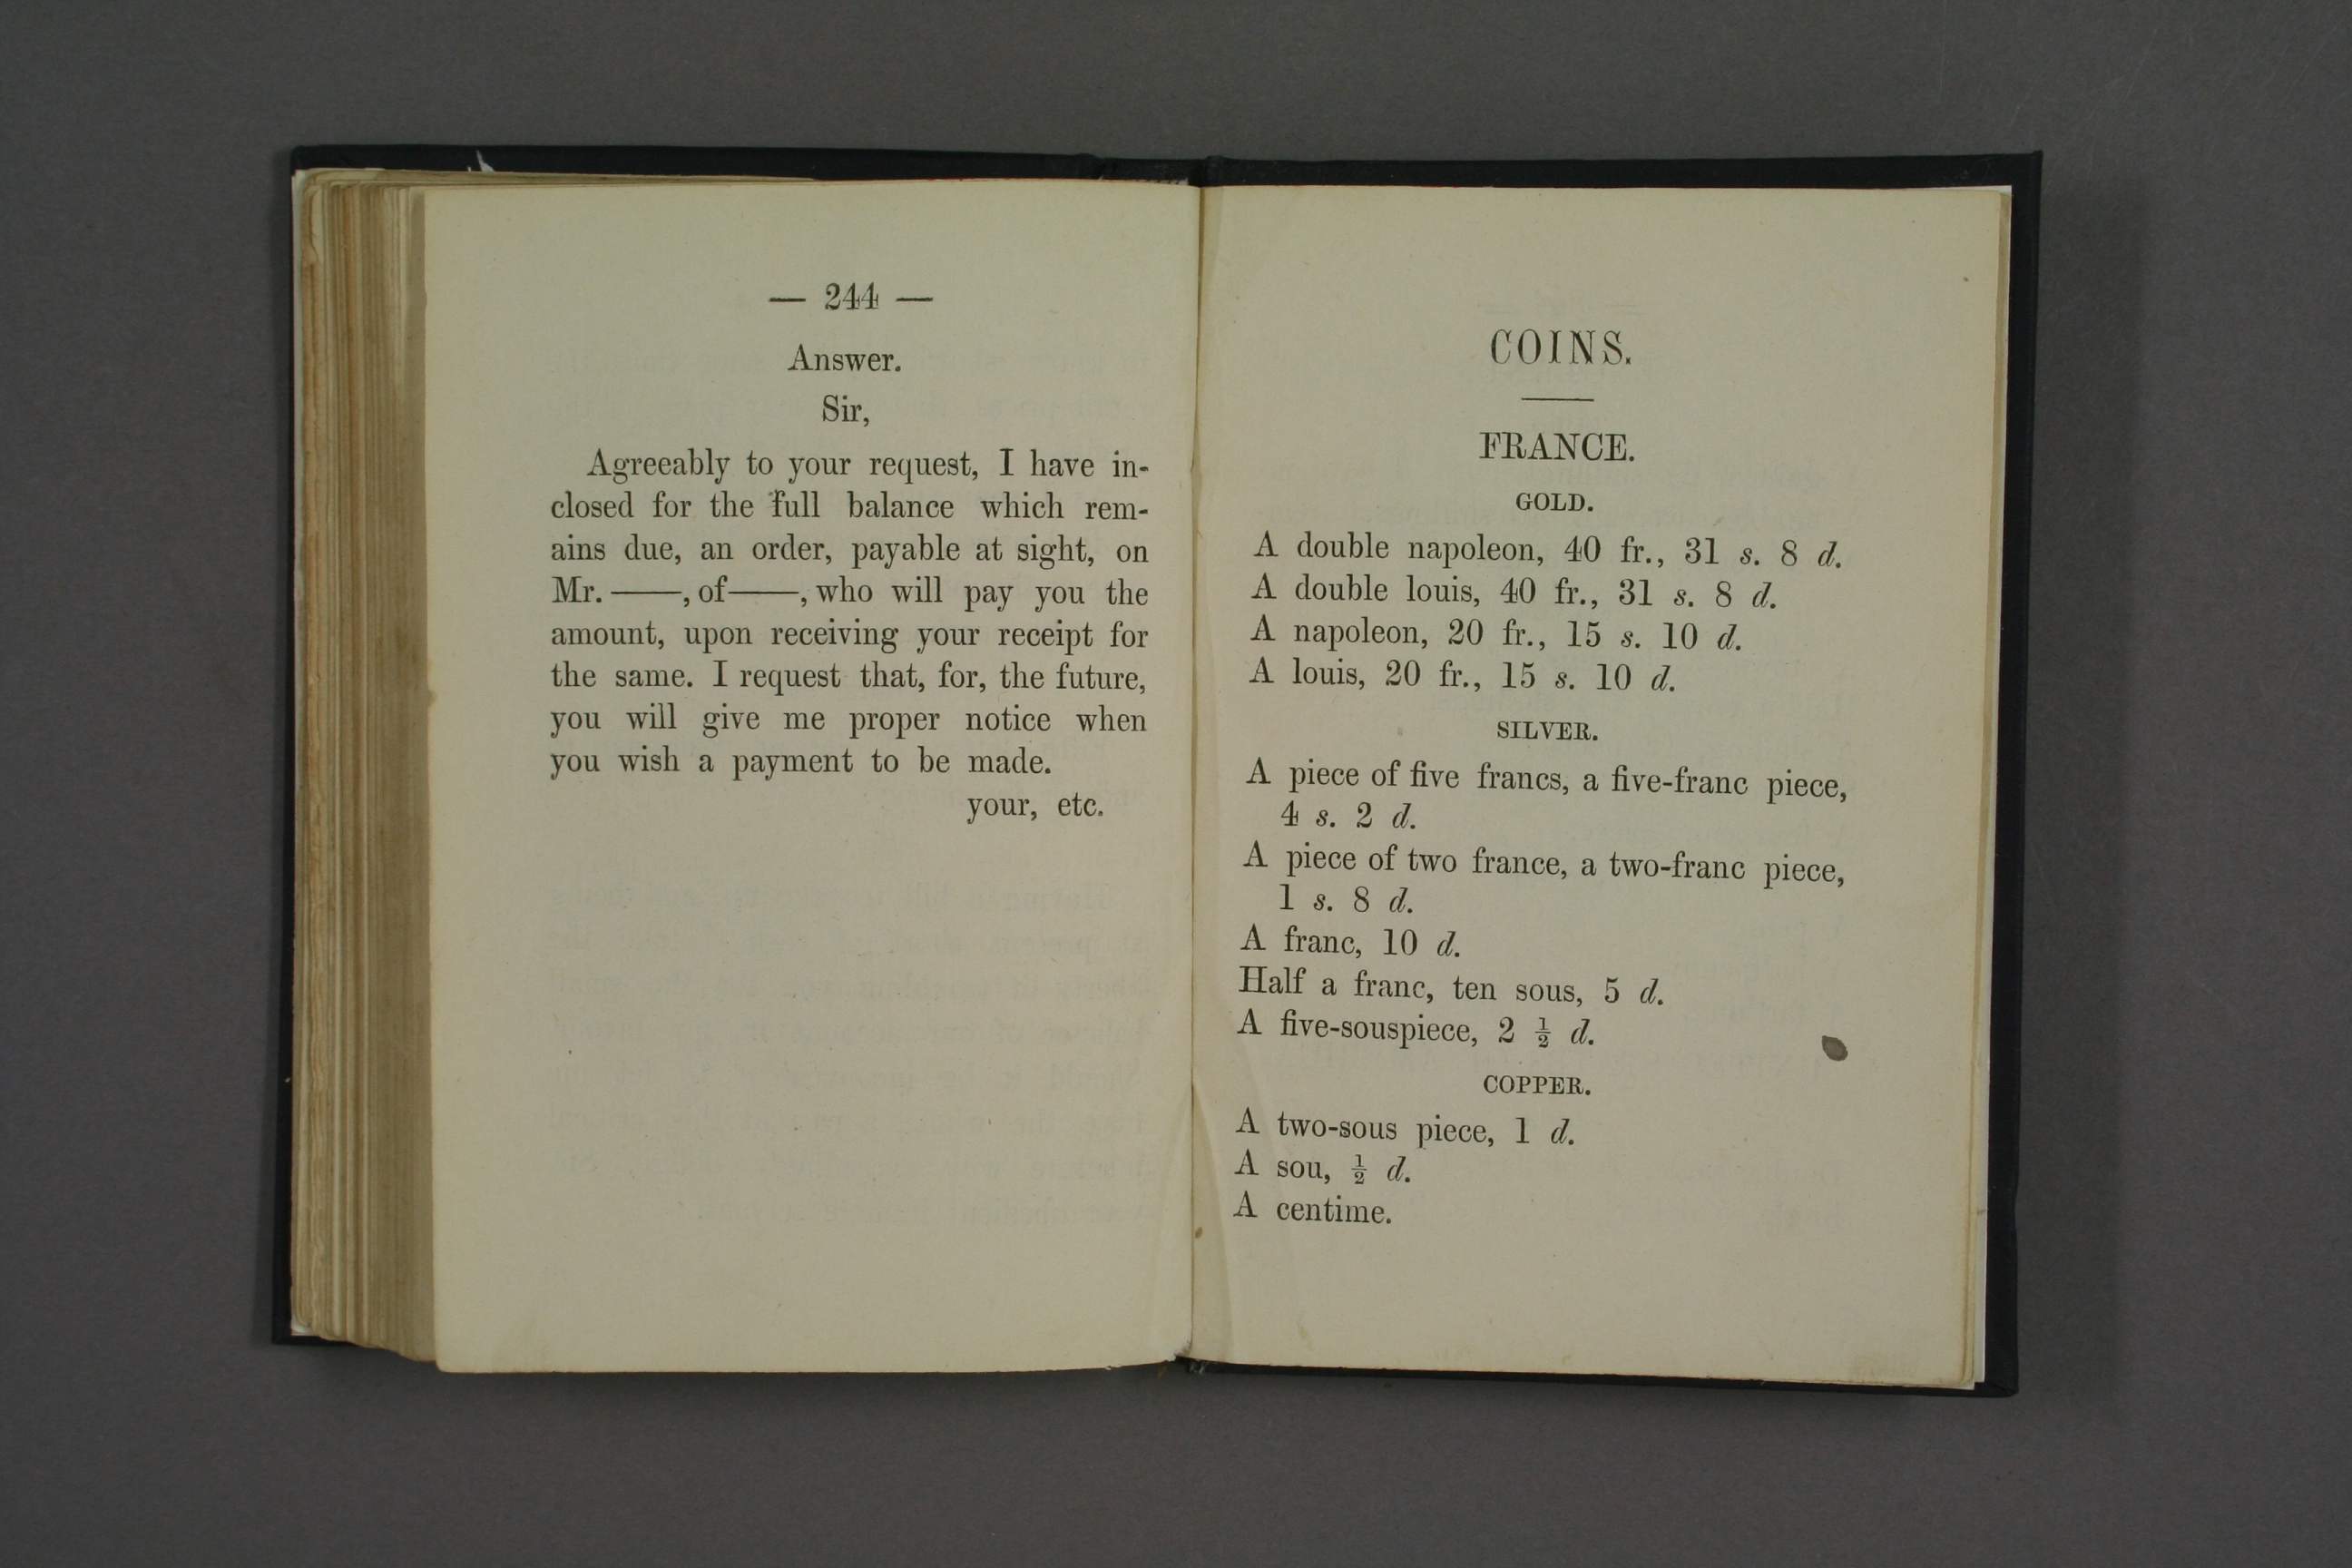 — 244 —
Answer.
Sir,
Agreeably to your request, I have in-
closed for the full balance which rem-
ains due, an order, payable at sight, on
Mr. ——, of ——, who will pay you the
amount, upon receiving your receipt for
the same. I request that, for, the future,
you will give me proper notice when
you wish a payment to be made.
your, etc.
COINS.
FRANCE.
GOLD.
A double napoleon, 40 fr., 31 s. 8 d.
A double louis, 40 fr., 31 s. 8 d.
A napoleon, 20 fr., 15 s. 10 d.
A louis, 20 fr., 15 s. 10 d.
SILVER.
A piece of five francs, a five-franc piece,
4 s. 2 d.
A piece of two france, a two-franc piece,
1 s. 8 d.
A franc, 10 d.
Half a franc, ten sous, 5 d.
A five-souspiece, 2 ½ d.
COPPER.
A two-sous piece, 1 d.
A sou, ½ d.
A centime.